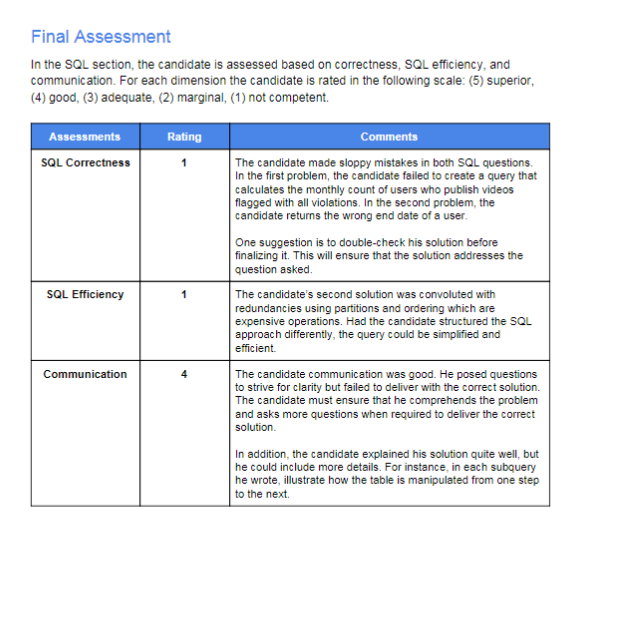 Final Assessment
In the SQL section, the candidate is assessed based on correctness, SQL efficiency, and
communication. For each dimension the candidate is rated in the following scale: (5) superior,
(4) good, (3) adequate, (2) marginal, (1) not competent.
Assessments Rating Comments
SQL Correctness 1 The candidate made sloppy mistakes in both SQL questions.
In the first problem, the candidate failed to create a query that
calculates the monthly count of users who publish videos
flagged with all violations. In the second problem, the
candidate returns the wrong end date of a user.
One suggestion is to double-check his solution before
finalizing it. This will ensure that the solution addresses the
question asked.
SQL Efficiency 1 The candidate's second solution was convoluted with
redundancies using partitions and ordering which are
expensive operations. Had the candidate structured the SQL
approach differently, the query could be simplified and
efficient.
Communication 4 The candidate communication was good. He posed questions
to strive for clarity but failed to deliver with the correct solution.
The candidate must ensure that he comprehends the problem
and asks more questions when required to deliver the correct
solution.
In addition, the candidate explained his solution quite well, but
he could include more details. For instance, in each subquery
he wrote, illustrate how the table is manipulated from one step
to the next.